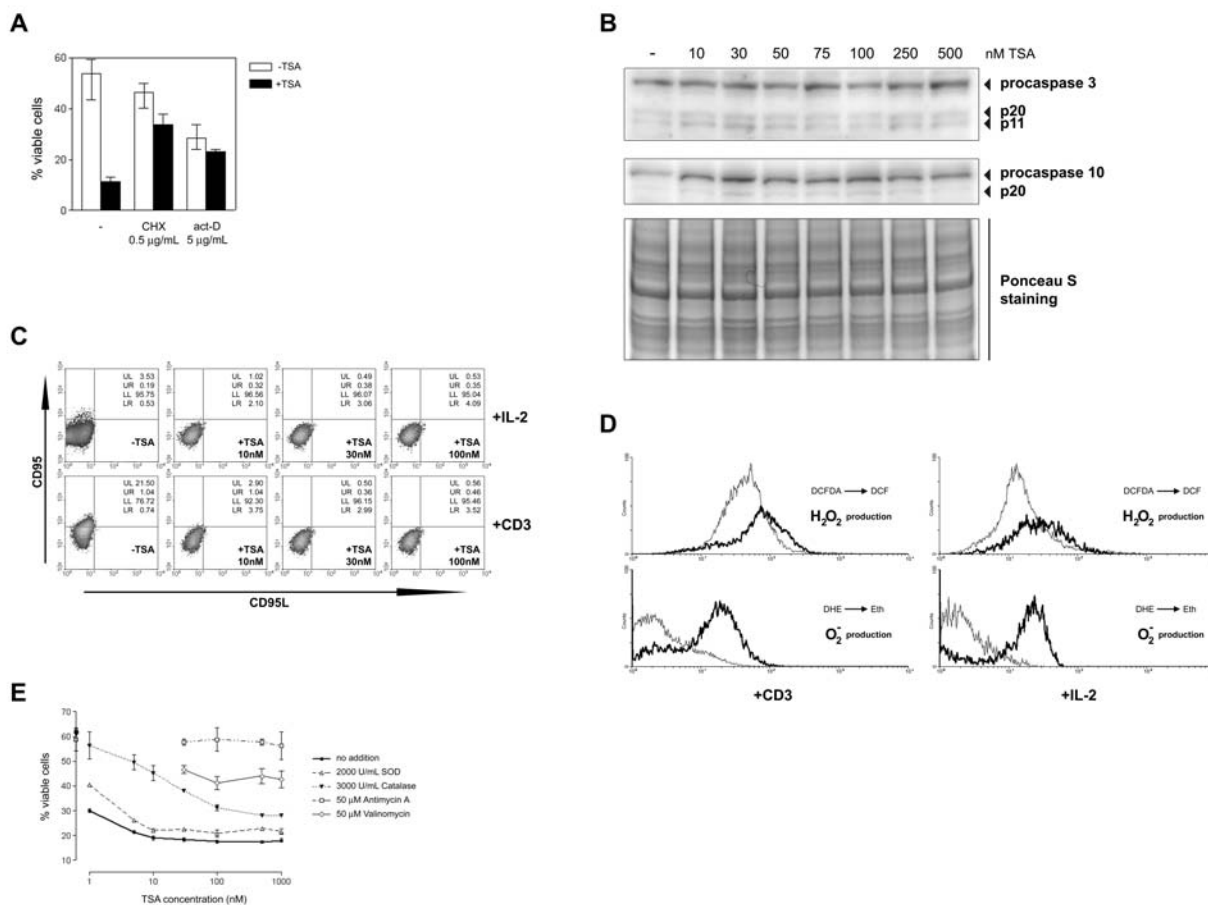 A
60
40
20
0
% viable cells
-TSA
+TSA
-
CHX
0.5 μg/mL
act-D
5 μg/mL
B
- 10 30 50 75 100 250 500 nM TSA
procaspase 3
p20
p11
procaspase 10
p20
Ponceau S
staining
C
CD95
UL 3.53
UR 0.19
LL 95.75
LR 0.53
-TSA
UL 1.02
UR 0.32
LL 96.56
LR 2.10
+TSA
10nM
UL 0.49
UR 0.38
LL 96.07
LR 3.06
+TSA
30nM
UL 0.53
UR 0.35
LL 95.04
LR 4.09
+TSA
100nM
+IL-2
UL 21.50
UR 1.04
LL 76.72
LR 0.74
-TSA
UL 2.90
UR 1.04
LL 92.30
LR 3.75
+TSA
10nM
UL 0.50
UR 0.36
LL 96.15
LR 2.99
+TSA
30nM
UL 0.56
UR 0.46
LL 95.46
LR 3.52
+TSA
100nM
+CD3
CD95L
D
Counts
DCFDA → DCF
H₂O₂ production
Counts
DCFDA → DCF
H₂O₂ production
Counts
DHE → Eth
O₂⁻ production
Counts
DHE → Eth
O₂⁻ production
+CD3
+IL-2
E
70
60
50
40
30
20
10
% viable cells
1 10 100 1000
TSA concentration (nM)
no addition
2000 U/mL SOD
3000 U/mL Catalase
50 μM Antimycin A
50 μM Valinomycin